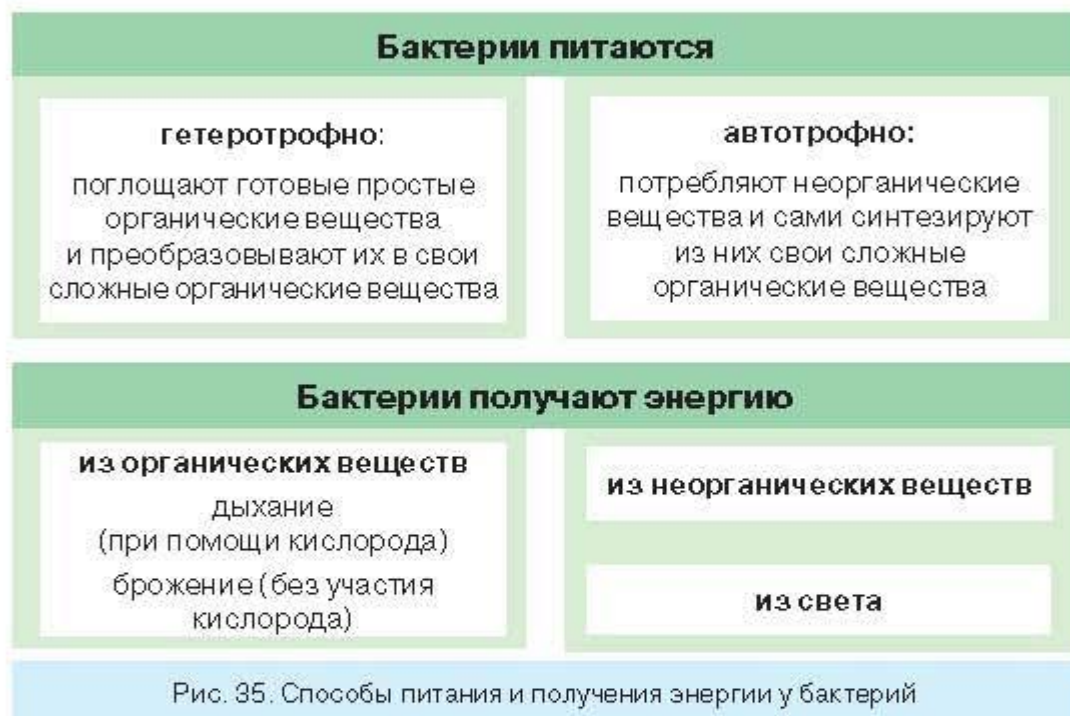 Бактерии питаются
гетеротрофно:
поглощают готовые простые
органические вещества
и преобразовывают их в свои
сложные органические вещества
автотрофно:
потребляют неорганические
вещества и сами синтезируют
из них свои сложные
органические вещества
Бактерии получают энергию
из органических веществ
дыхание
(при помощи кислорода)
брожение (без участия
кислорода)
из неорганических веществ
из света
Рис. 35. Способы питания и получения энергии у бактерий